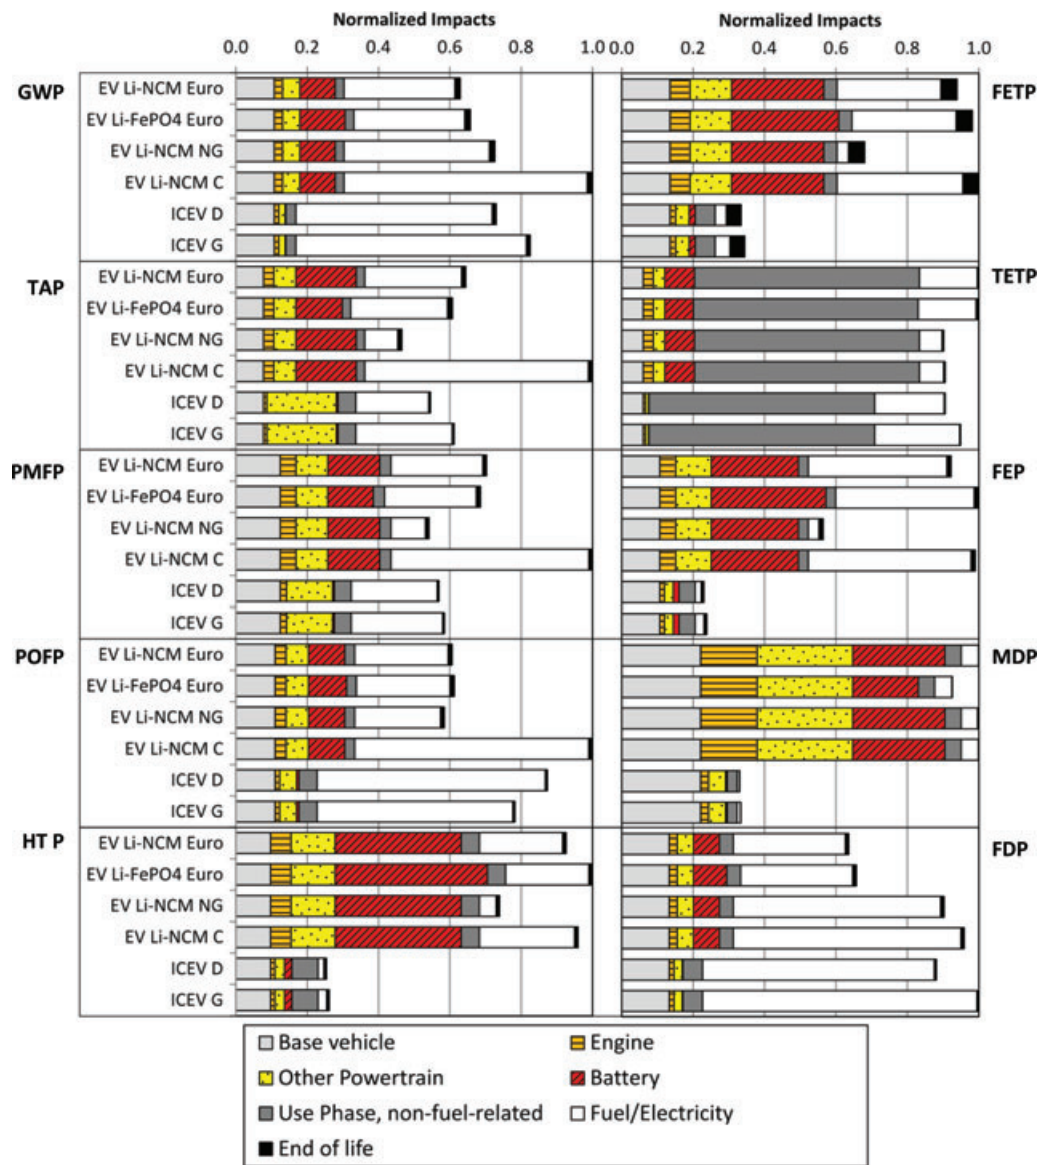 Normalized Impacts Normalized Impacts
0.0 0.2 0.4 0.6 0.8 1.0 0.0 0.2 0.4 0.6 0.8 1.0
GWP EV Li-NCM Euro FETP
EV Li-FePO4 Euro
EV Li-NCM NG
EV Li-NCM C
ICEV D
ICEV G
TAP EV Li-NCM Euro TETP
EV Li-FePO4 Euro
EV Li-NCM NG
EV Li-NCM C
ICEV D
ICEV G
PMFP EV Li-NCM Euro FEP
EV Li-FePO4 Euro
EV Li-NCM NG
EV Li-NCM C
ICEV D
ICEV G
POFP EV Li-NCM Euro MDP
EV Li-FePO4 Euro
EV Li-NCM NG
EV Li-NCM C
ICEV D
ICEV G
HT P EV Li-NCM Euro FDP
EV Li-FePO4 Euro
EV Li-NCM NG
EV Li-NCM C
ICEV D
ICEV G
Base vehicle Engine
Other Powertrain Battery
Use Phase, non-fuel-related Fuel/Electricity
End of life